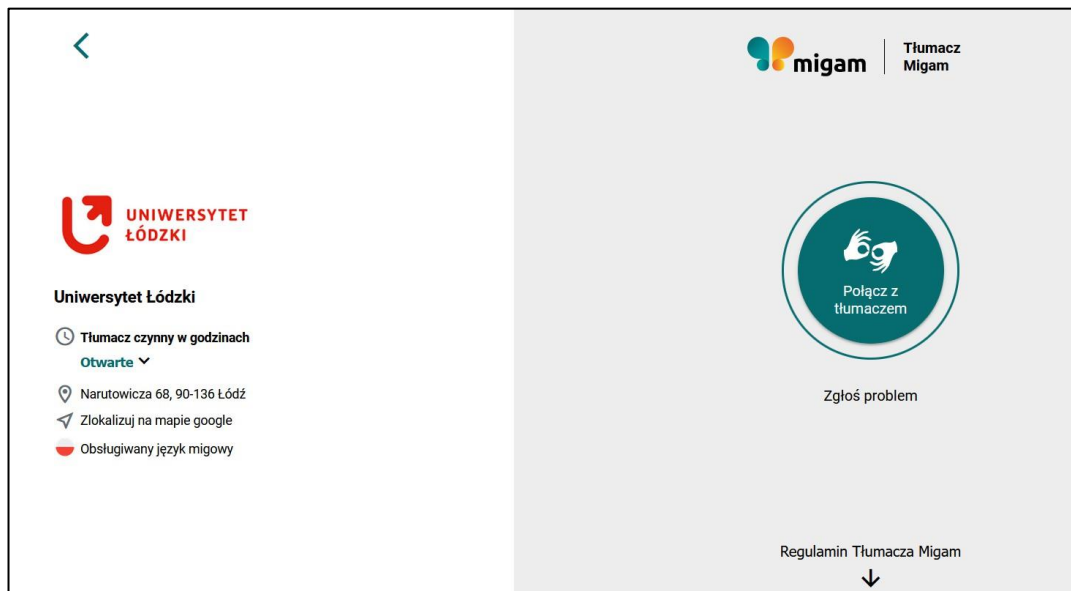 UNIWERSYTET
ŁÓDZKI
Uniwersytet Łódzki
Tłumacz czynny w godzinach
Otwarte
Narutowicza 68, 90-136 Łódź
Zlokalizuj na mapie google
Obsługiwany język migowy
migam
Tłumacz
Migam
Połącz z
tłumaczem
Zgłoś problem
Regulamin Tłumacza Migam